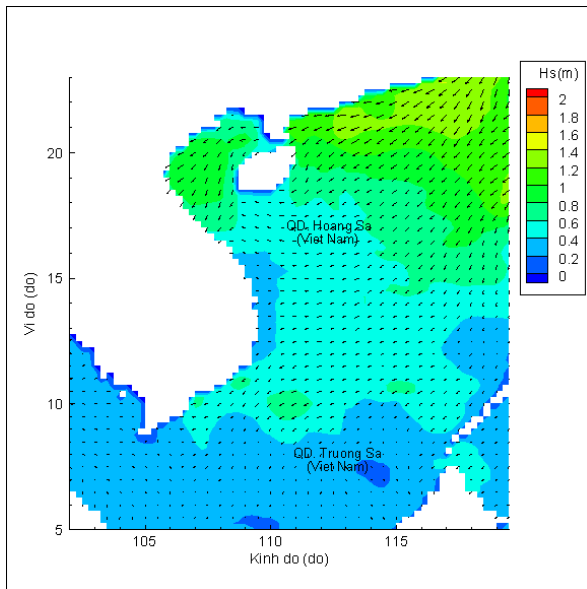 Hs(m)
2
1.8
1.6
1.4
1.2
1
0.8
0.6
0.4
0.2
0
20
15
10
5
Vi do (do)
QD. Hoang Sa
(Viet Nam)
QD. Truong Sa
(Viet Nam)
105
110
115
Kinh do (do)